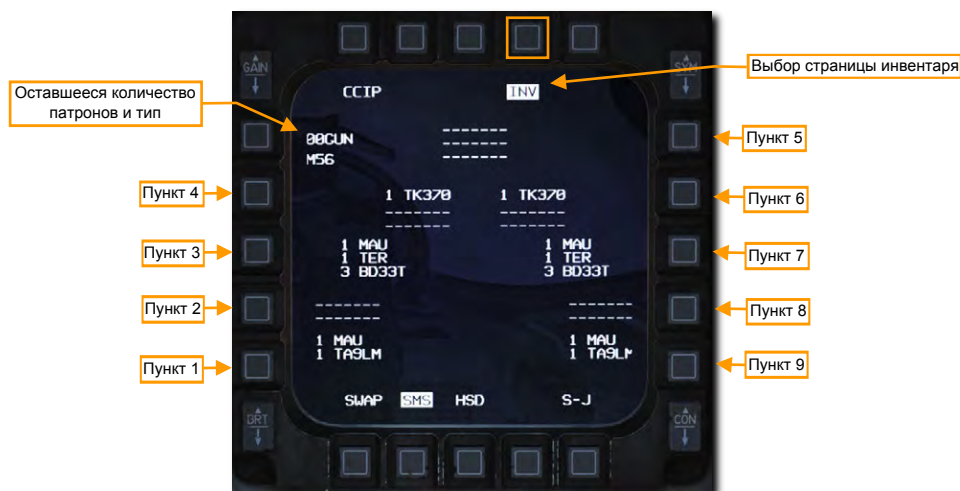 GAIN
SYM
CCIP
INV
Выбор страницы инвентаря
Оставшееся количество
патронов и тип
00GUN
M56
-------
-------
-------
Пункт 5
Пункт 4
1 TK370
1 TK370
-------
-------
-------
-------
Пункт 6
Пункт 3
1 MAU
1 TER
3 BD33T
1 MAU
1 TER
3 BD33T
Пункт 7
Пункт 2
-------
-------
-------
-------
Пункт 8
Пункт 1
1 MAU
1 TA9LM
1 MAU
1 TA9LM
Пункт 9
SWAP
SMS
HSD
S-J
BRT
CON